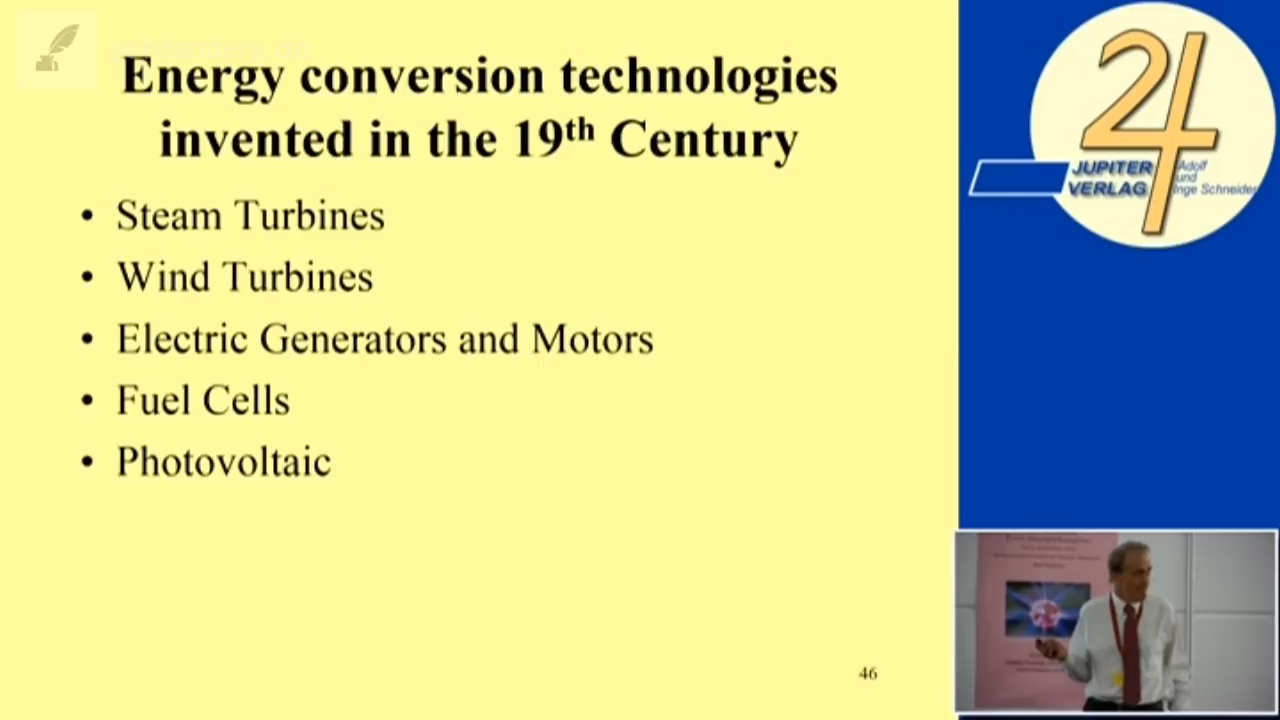 Energy conversion technologies
invented in the 19th Century
• Steam Turbines
• Wind Turbines
• Electric Generators and Motors
• Fuel Cells
• Photovoltaic
46
JUPITER
VERLAG
Adolf
und
Inge Schneider